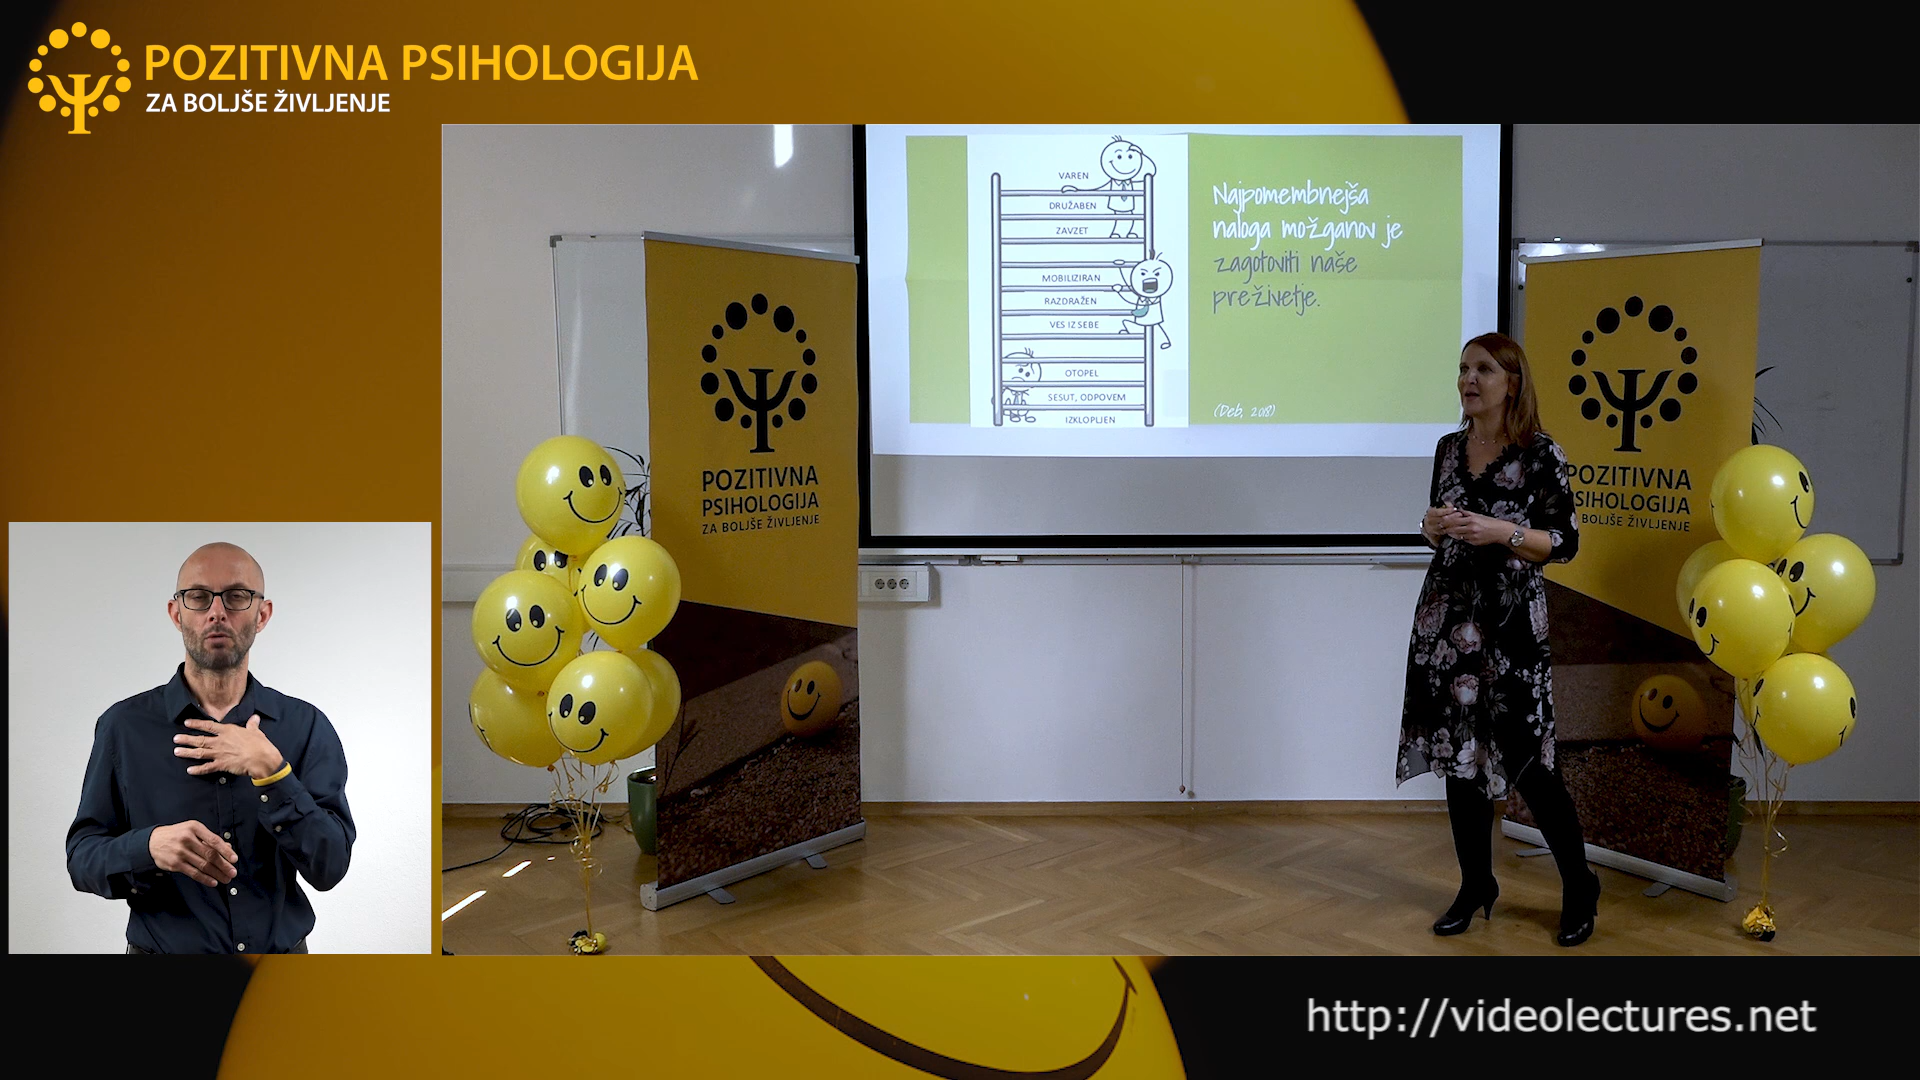 POZITIVNA PSIHOLOGIJA
ZA BOLJŠE ŽIVLJENJE
VAREN
DRUŽABEN
ZAVZET
MOBILIZIRAN
RAZDRAŽEN
VES IZ SEBE
OTOPEL
SESUT, ODPOVEM
IZKLOPLJEN
Najpomembnejša
naloga možganov je
zagotoviti naše
preživetje.
(Deb, 2018)
POZITIVNA
PSIHOLOGIJA
ZA BOLJŠE ŽIVLJENJE
POZITIVNA
PSIHOLOGIJA
BOLJŠE ŽIVLJENJE
http://videolectures.net